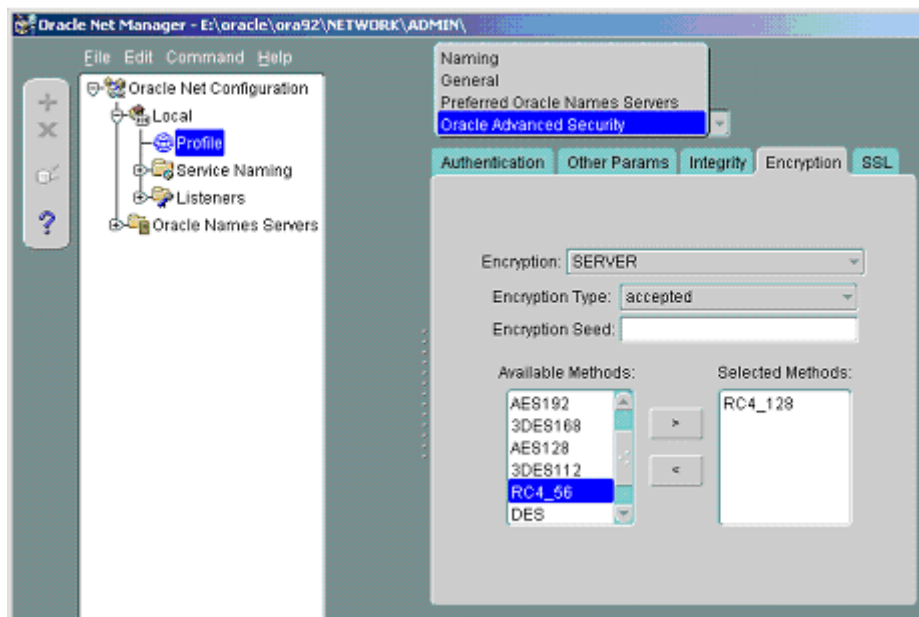 Oracle Net Manager - E:\oracle\ora92\NETWORK\ADMIN\
File Edit Command Help
Oracle Net Configuration
Local
Profile
Service Naming
Listeners
Oracle Names Servers
Naming
General
Preferred Oracle Names Servers
Oracle Advanced Security
Authentication Other Params Integrity Encryption SSL
Encryption: SERVER
Encryption Type: accepted
Encryption Seed:
Available Methods:
AES192
3DES168
AES128
3DES112
RC4_56
DES
>
<
Selected Methods:
RC4_128